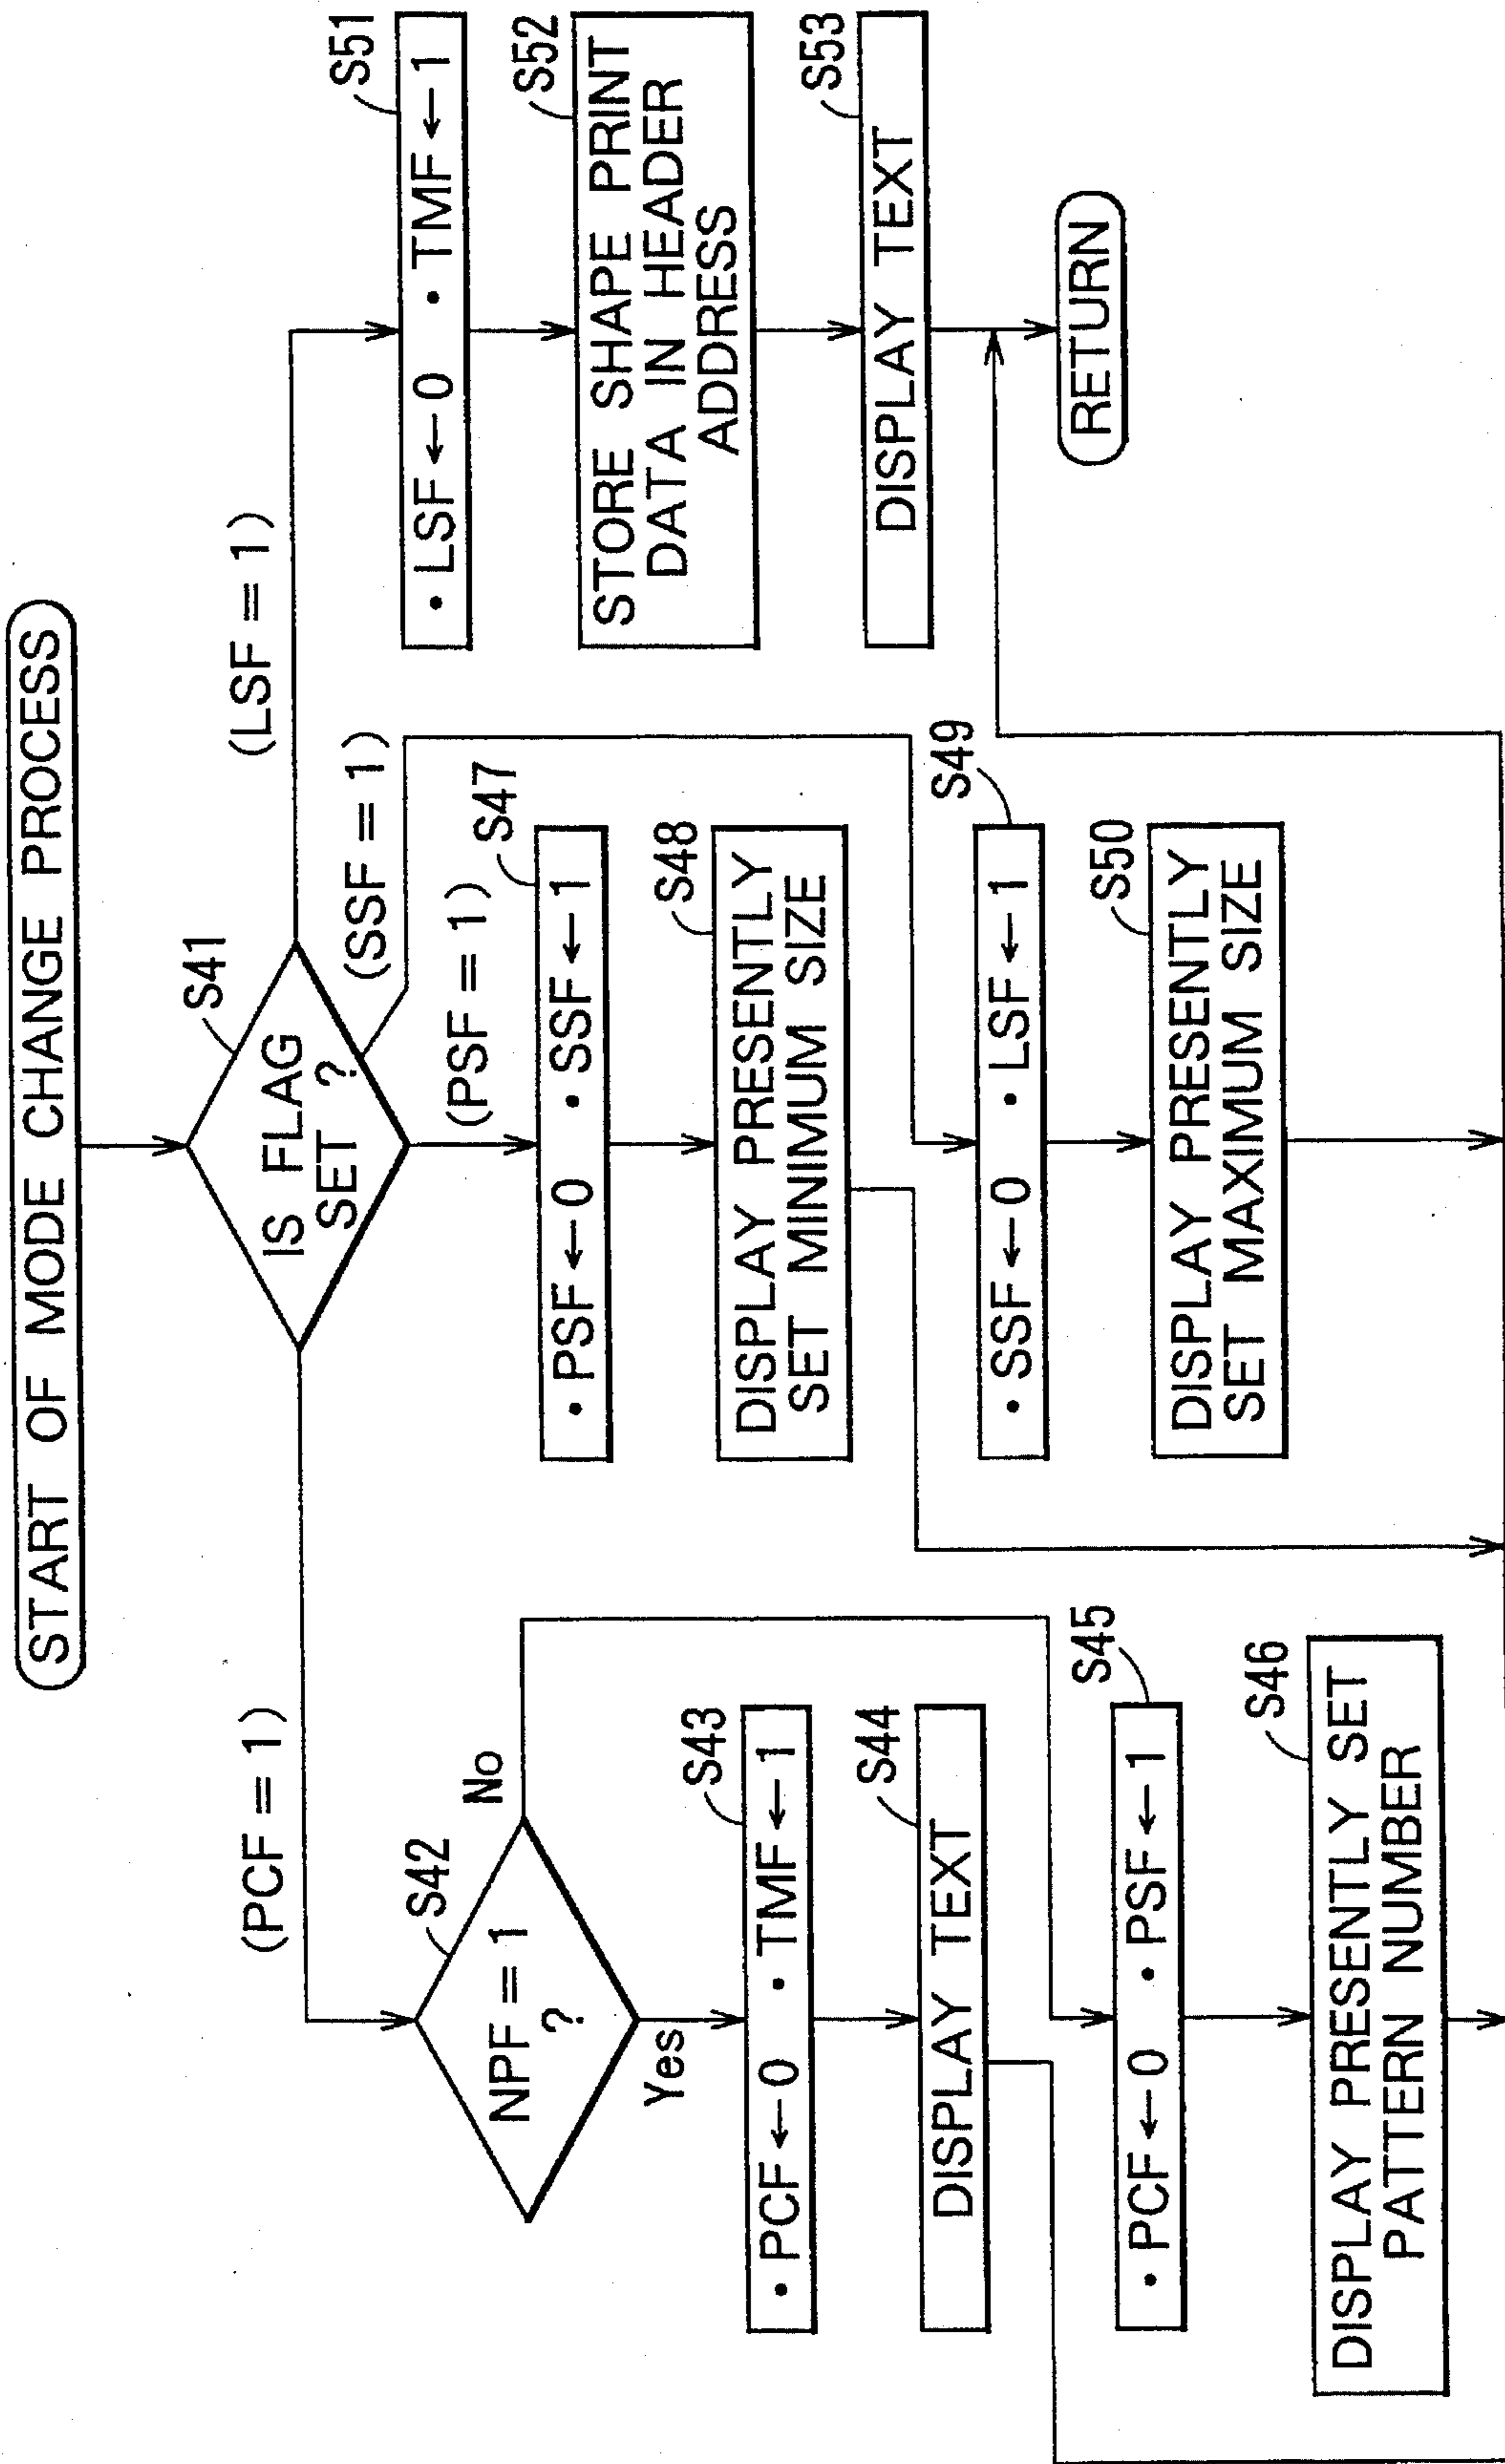 START OF MODE CHANGE PROCESS
S41
IS FLAG
SET ?
(PCF = 1)
(PSF = 1)
(SSF = 1)
(LSF = 1)
S42
NPF = 1
?
No
Yes
S43
• PCF ← 0 • TMF ← 1
S44
DISPLAY TEXT
S45
• PCF ← 0 • PSF ← 1
S46
DISPLAY PRESENTLY SET
PATTERN NUMBER
S47
• PSF ← 0 • SSF ← 1
S48
DISPLAY PRESENTLY
SET MINIMUM SIZE
S49
• SSF ← 0 • LSF ← 1
S50
DISPLAY PRESENTLY
SET MAXIMUM SIZE
S51
• LSF ← 0 • TMF ← 1
S52
STORE SHAPE PRINT
DATA IN HEADER
ADDRESS
S53
DISPLAY TEXT
RETURN